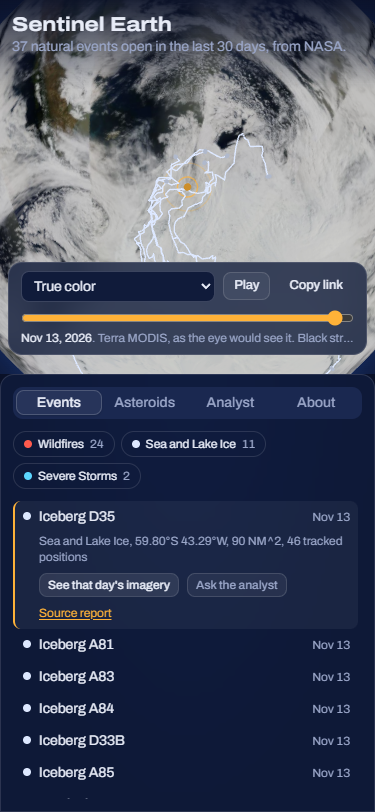 Sentinel Earth
37 natural events open in the last 30 days, from NASA.
True color
Play
Copy link
Nov 13, 2026. Terra MODIS, as the eye would see it. Black str...
Events
Asteroids
Analyst
About
Wildfires 24
Sea and Lake Ice 11
Severe Storms 2
Iceberg D35
Nov 13
Sea and Lake Ice, 59.80°S 43.29°W, 90 NM^2, 46 tracked
positions
See that day's imagery
Ask the analyst
Source report
Iceberg A81
Nov 13
Iceberg A83
Nov 13
Iceberg A84
Nov 13
Iceberg D33B
Nov 13
Iceberg A85
Nov 13